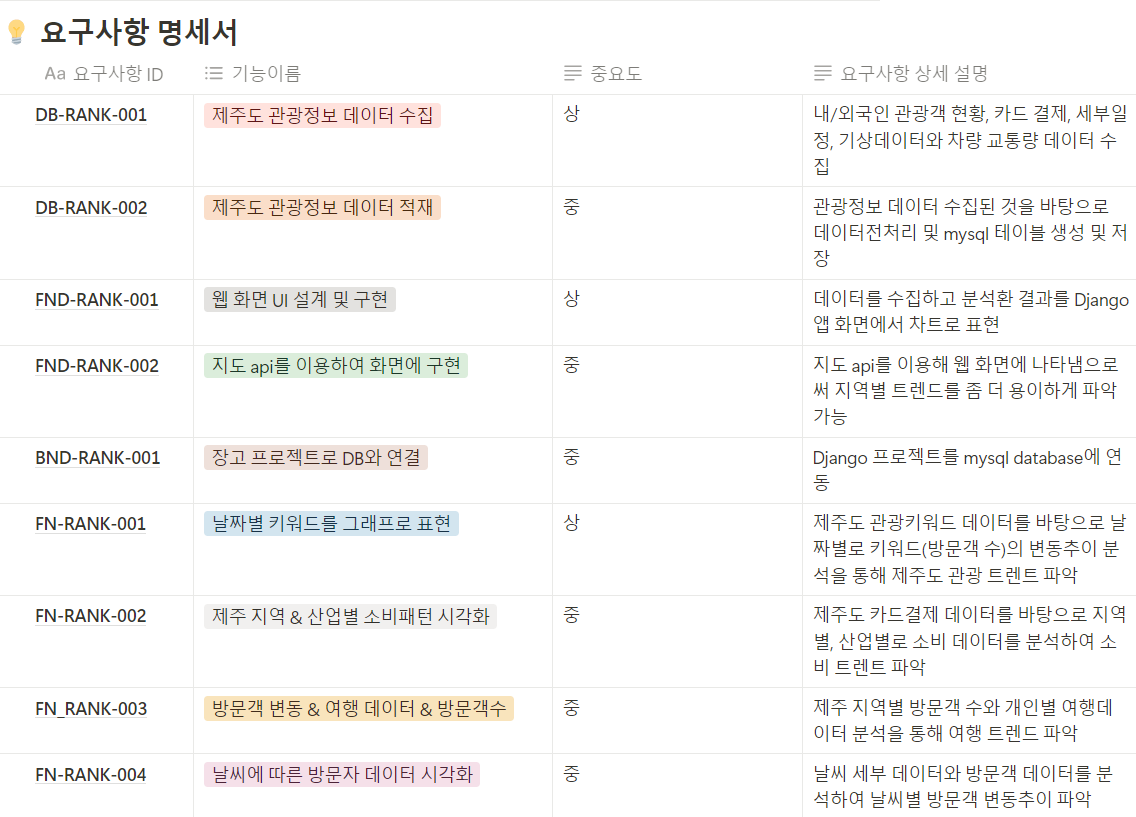 요구사항 명세서
Aa 요구사항 ID 기능이름 중요도 요구사항 상세 설명
DB-RANK-001 제주도 관광정보 데이터 수집 상 내/외국인 관광객 현황, 카드 결제, 세부일
정, 기상데이터와 차량 교통량 데이터 수
집
DB-RANK-002 제주도 관광정보 데이터 적재 중 관광정보 데이터 수집된 것을 바탕으로
데이터전처리 및 mysql 테이블 생성 및 저
장
FND-RANK-001 웹 화면 UI 설계 및 구현 상 데이터를 수집하고 분석환 결과를 Django
앱 화면에서 차트로 표현
FND-RANK-002 지도 api를 이용하여 화면에 구현 중 지도 api를 이용해 웹 화면에 나타냄으로
써 지역별 트렌드를 좀 더 용이하게 파악
가능
BND-RANK-001 장고 프로젝트로 DB와 연결 중 Django 프로젝트를 mysql database에 연
동
FN-RANK-001 날짜별 키워드를 그래프로 표현 상 제주도 관광키워드 데이터를 바탕으로 날
짜별로 키워드(방문객 수)의 변동추이 분
석을 통해 제주도 관광 트렌트 파악
FN-RANK-002 제주 지역 & 산업별 소비패턴 시각화 중 제주도 카드결제 데이터를 바탕으로 지역
별, 산업별로 소비 데이터를 분석하여 소
비 트렌트 파악
FN_RANK-003 방문객 변동 & 여행 데이터 & 방문객수 중 제주 지역별 방문객 수와 개인별 여행데
이터 분석을 통해 여행 트렌드 파악
FN-RANK-004 날씨에 따른 방문자 데이터 시각화 중 날씨 세부 데이터와 방문객 데이터를 분
석하여 날씨별 방문객 변동추이 파악